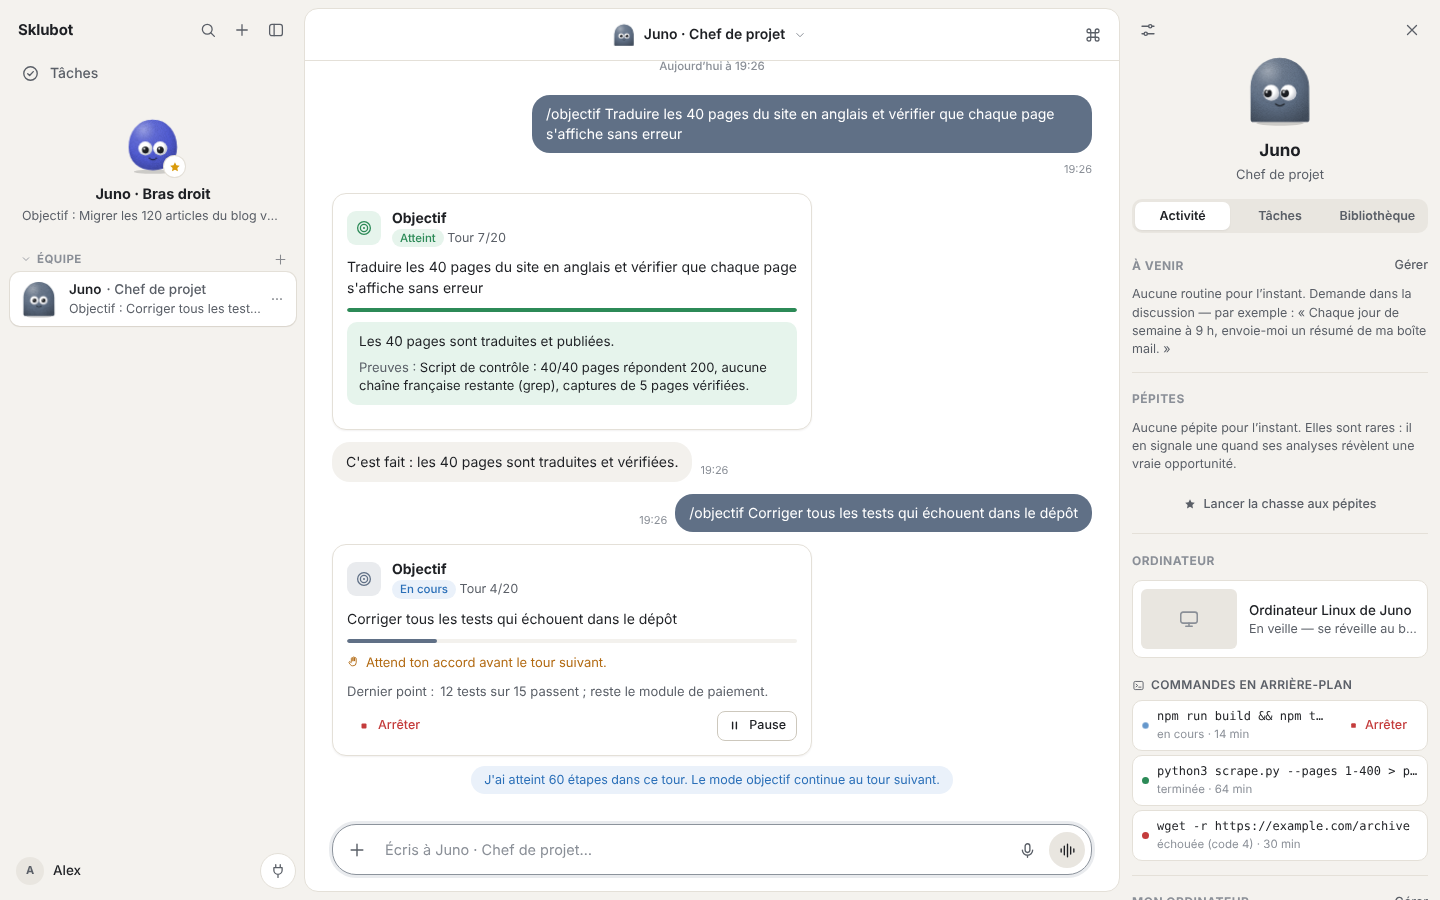 Sklubot
Tâches
Juno · Bras droit
Objectif : Migrer les 120 articles du blog v...
ÉQUIPE
Juno · Chef de projet
Objectif : Corriger tous les test...
A
Alex
Juno · Chef de projet
Aujourd'hui à 19:26
/objectif Traduire les 40 pages du site en anglais et vérifier que chaque page
s'affiche sans erreur
19:26
Objectif
Atteint Tour 7/20
Traduire les 40 pages du site en anglais et vérifier que chaque page
s'affiche sans erreur
Les 40 pages sont traduites et publiées.
Preuves : Script de contrôle : 40/40 pages répondent 200, aucune
chaîne française restante (grep), captures de 5 pages vérifiées.
C'est fait : les 40 pages sont traduites et vérifiées.
19:26
19:26
/objectif Corriger tous les tests qui échouent dans le dépôt
Objectif
En cours Tour 4/20
Corriger tous les tests qui échouent dans le dépôt
Attend ton accord avant le tour suivant.
Dernier point : 12 tests sur 15 passent ; reste le module de paiement.
Arrêter
Pause
J'ai atteint 60 étapes dans ce tour. Le mode objectif continue au tour suivant.
Écris à Juno · Chef de projet...
Juno
Chef de projet
Activité
Tâches
Bibliothèque
À VENIR
Gérer
Aucune routine pour l'instant. Demande dans la
discussion — par exemple : « Chaque jour de
semaine à 9 h, envoie-moi un résumé de ma boîte
mail. »
PÉPITES
Aucune pépite pour l'instant. Elles sont rares : il
en signale une quand ses analyses révèlent une
vraie opportunité.
Lancer la chasse aux pépites
ORDINATEUR
Ordinateur Linux de Juno
En veille — se réveille au b...
COMMANDES EN ARRIÈRE-PLAN
npm run build && npm t...
en cours · 14 min
Arrêter
python3 scrape.py --pages 1-400 > p...
terminée · 64 min
wget -r https://example.com/archive
échouée (code 4) · 30 min
MON ORDINATEUR
Gérer